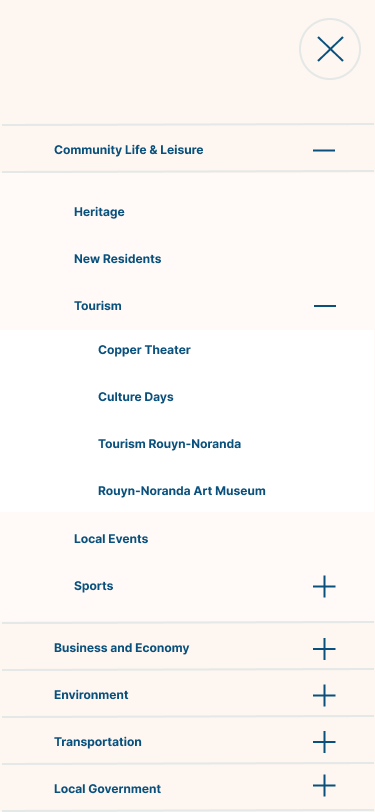 Community Life & Leisure
Heritage
New Residents
Tourism
Copper Theater
Culture Days
Tourism Rouyn-Noranda
Rouyn-Noranda Art Museum
Local Events
Sports
Business and Economy
Environment
Transportation
Local Government